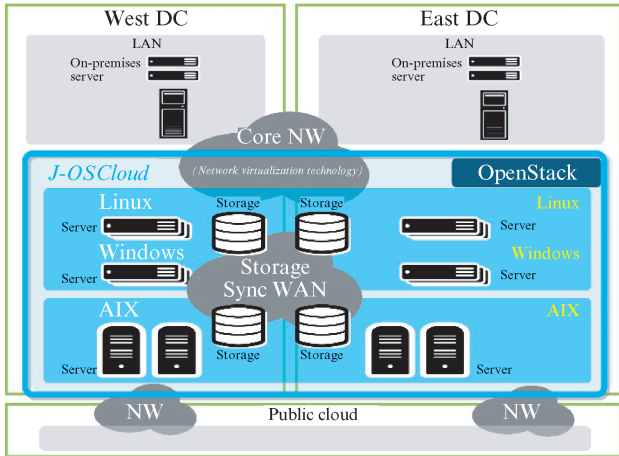 West DC
East DC
LAN
LAN
On-premises
server
On-premises
server
Core NW
(Network virtualization technology)
J-OSCloud
OpenStack
Linux
Storage
Storage
Linux
Server
Server
Windows
Windows
Server
Server
Storage
Sync WAN
AIX
AIX
Server
Storage
Storage
Server
NW
Public cloud
NW